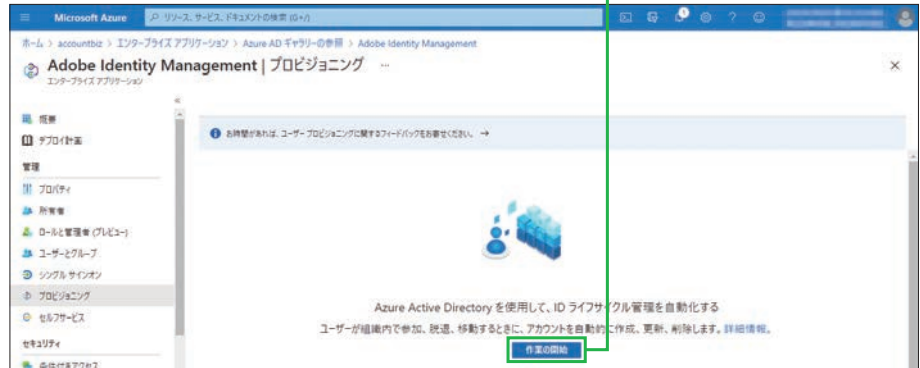 Microsoft Azure
リソース、サービス、ドキュメントの検索 (G+/)
ホーム > accountbiz > エンタープライズ アプリケーション > Azure AD ギャラリーの参照 > Adobe Identity Management
Adobe Identity Management | プロビジョニング …
エンタープライズ アプリケーション
概要
デプロイ計画
管理
プロパティ
所有者
ロールと管理者 (プレビュー)
ユーザーとグループ
シングル サインオン
プロビジョニング
セルフサービス
セキュリティ
条件付きアクセス
お時間があれば、ユーザー プロビジョニングに関するフィードバックをお寄せください。 →
Azure Active Directory を使用して、ID ライフサイクル管理を自動化する
ユーザーが組織内で参加、脱退、移動するときに、アカウントを自動的に作成、更新、削除します。詳細情報。
作業の開始